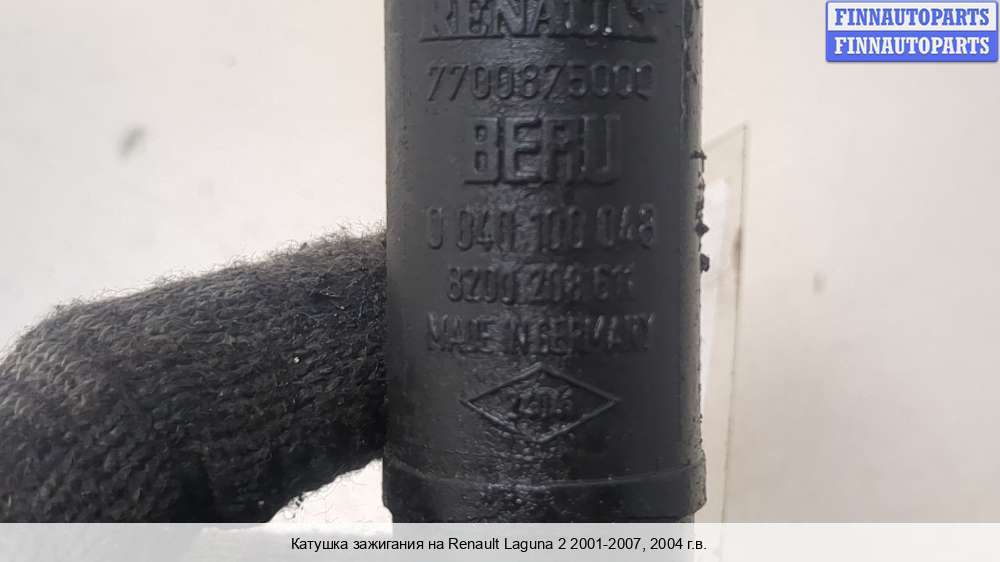 FINNAUTOPARTS
FINNAUTOPARTS
RENAULT
7700875000
BERU
0 040 100 048
8200 208 611
MADE IN GERMANY
Катушка зажигания на Renault Laguna 2 2001-2007, 2004 г.в.